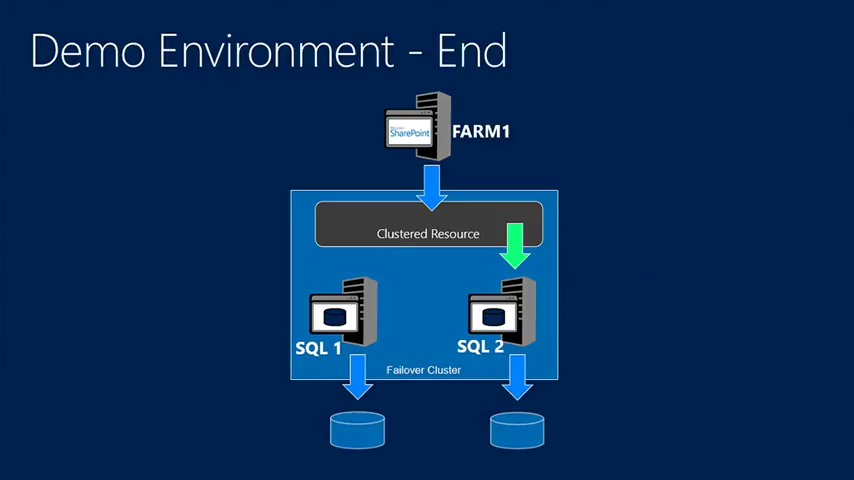 Demo Environment - End
SharePoint
FARM1
Clustered Resource
SQL 1
SQL 2
Failover Cluster